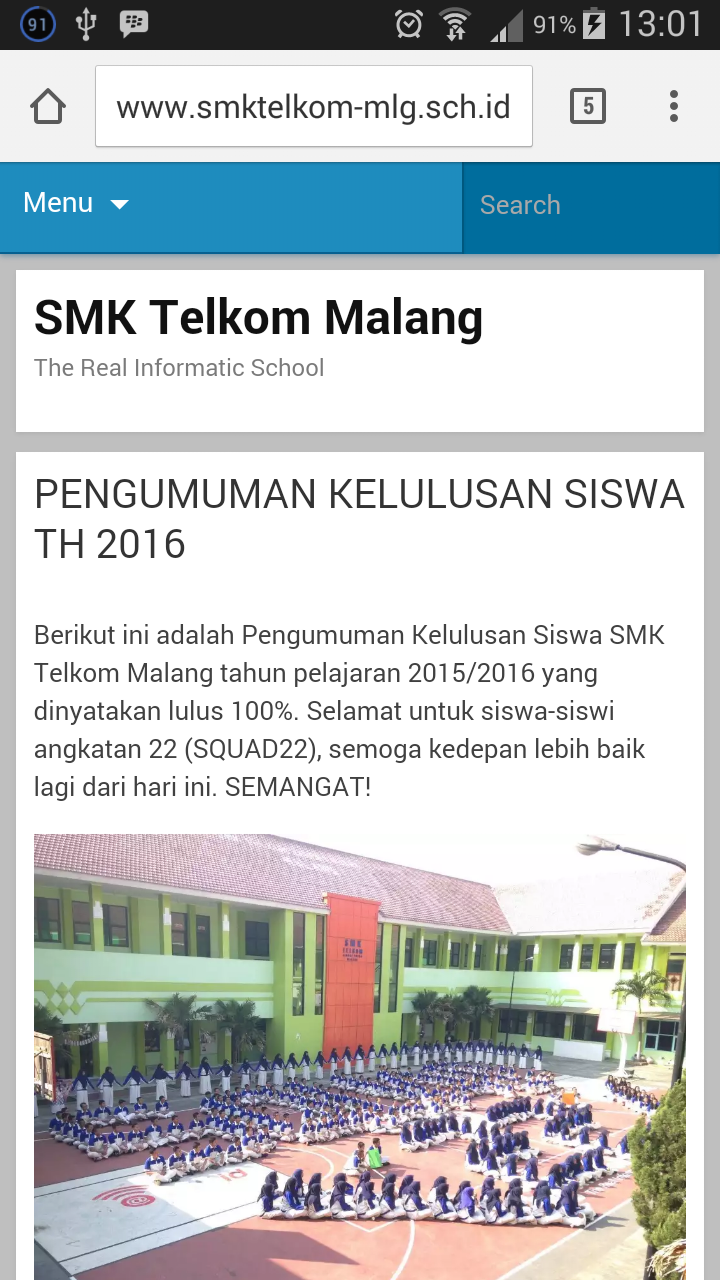 91
91% 13:01
www.smktelkom-mlg.sch.id
5
Menu
Search
SMK Telkom Malang
The Real Informatic School
PENGUMUMAN KELULUSAN SISWA
TH 2016
Berikut ini adalah Pengumuman Kelulusan Siswa SMK
Telkom Malang tahun pelajaran 2015/2016 yang
dinyatakan lulus 100%. Selamat untuk siswa-siswi
angkatan 22 (SQUAD22), semoga kedepan lebih baik
lagi dari hari ini. SEMANGAT!
SMK
TELKOM